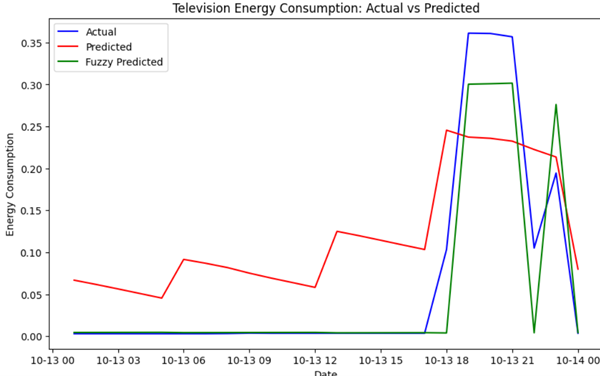 Television Energy Consumption: Actual vs Predicted
Actual
Predicted
Fuzzy Predicted
Energy Consumption
0.35
0.30
0.25
0.20
0.15
0.10
0.05
0.00
10-13 00 10-13 03 10-13 06 10-13 09 10-13 12 10-13 15 10-13 18 10-13 21 10-14 00
Date